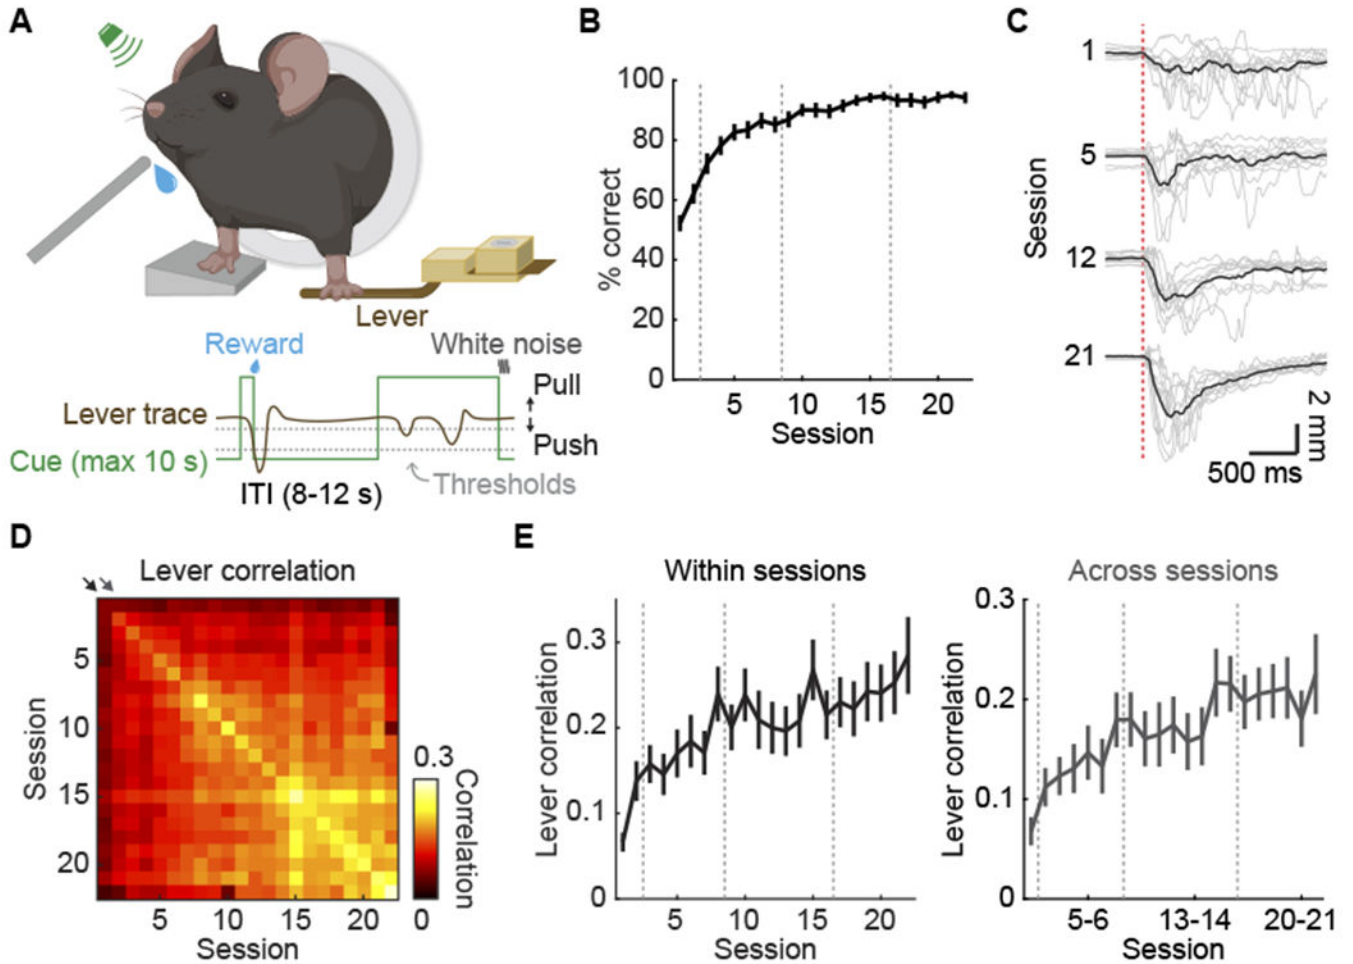 A
Reward
White noise
Lever
Pull
Lever trace
Push
Cue (max 10 s)
Thresholds
ITI (8-12 s)
B
100
80
60
40
20
0
% correct
5
10
15
20
Session
C
1
5
12
21
Session
2 mm
500 ms
D
Lever correlation
5
10
15
20
Session
5
10
15
20
Session
0.3
0
Correlation
E
Within sessions
0.3
0.2
0.1
0
Lever correlation
5
10
15
20
Session
Across sessions
0.3
0.2
0.1
0
Lever correlation
5-6
13-14
20-21
Session